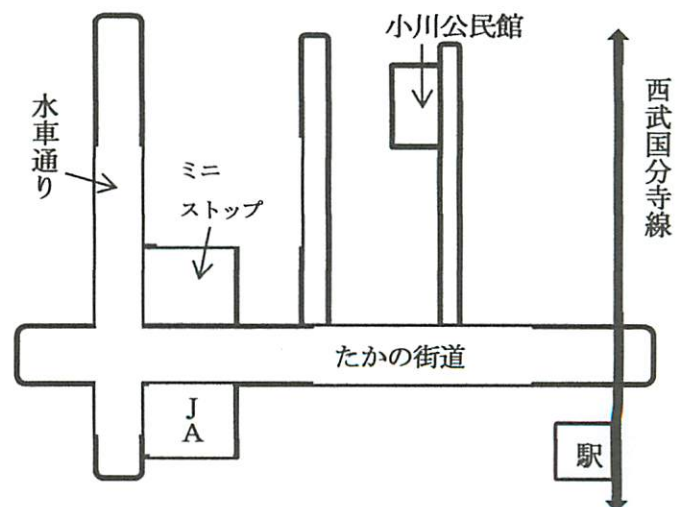 小川公民館
水車通り
西武国分寺線
ミニ
ストップ
たかの街道
JA
駅